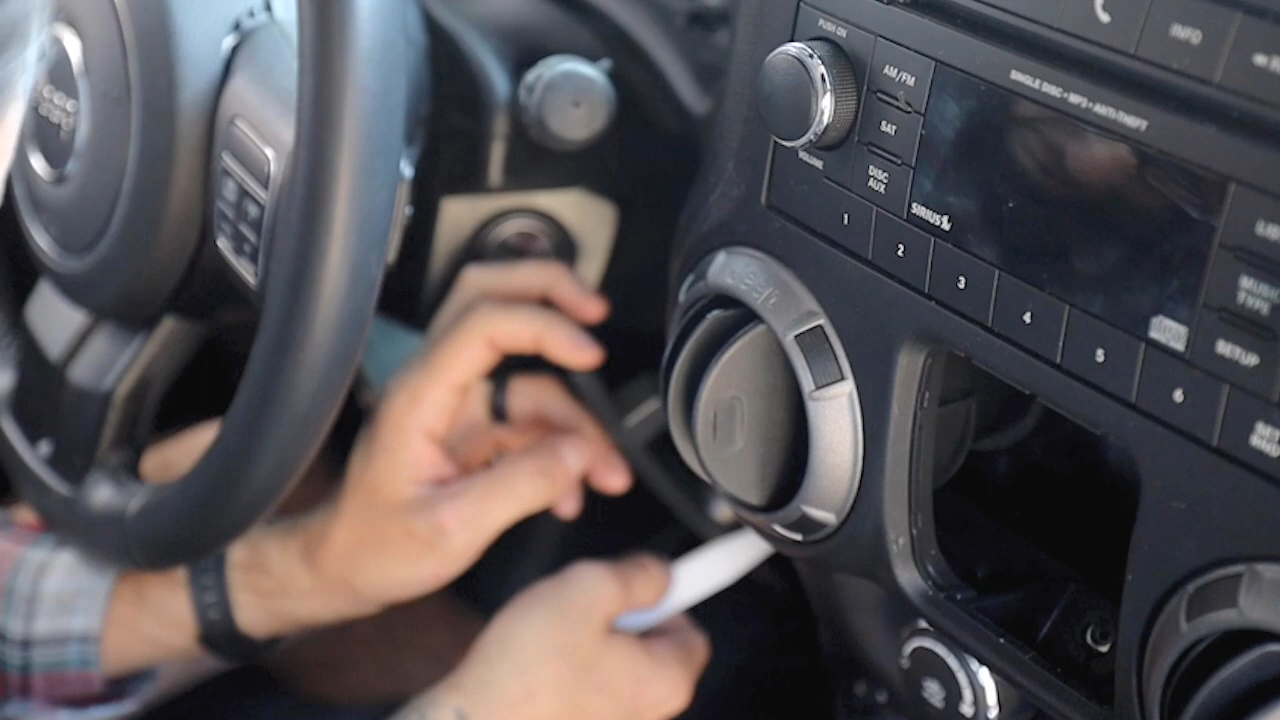 PUSH ON
INFO
AM/FM
SINGLE DISC • MP3 • ANTI-THEFT
SAT
VOLUME
DISC
AUX
SIRIUS
1
2
3
4
5
6
MUSIC
TYPE
SETUP
Jeep